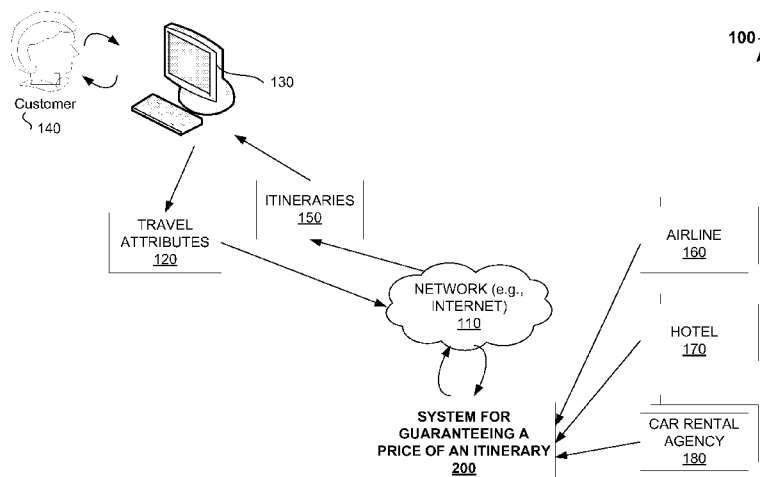 100
130
Customer
140
ITINERARIES
150
TRAVEL
ATTRIBUTES
120
AIRLINE
160
NETWORK (e.g.,
INTERNET)
110
HOTEL
170
SYSTEM FOR
GUARANTEEING A
PRICE OF AN ITINERARY
200
CAR RENTAL
AGENCY
180